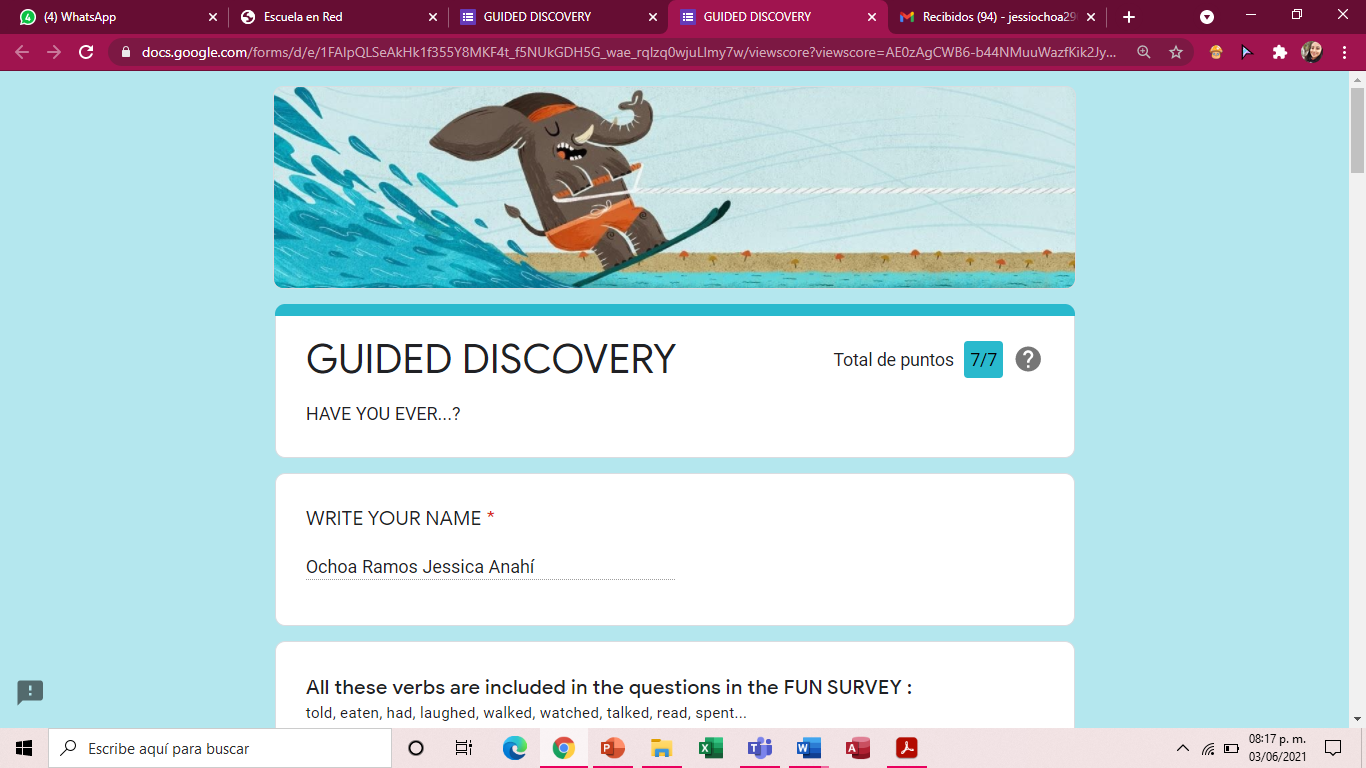 (4) WhatsApp
Escuela en Red
GUIDED DISCOVERY
GUIDED DISCOVERY
Recibidos (94) - jessiochoa29
docs.google.com/forms/d/e/1FAIpQLSeAkHk1f355Y8MKF4t_f5NUkGDH5G_wae_rqlzq0wjuLImy7w/viewscore?viewscore=AE0zAgCWB6-b44NMuuWazfKik2Jy...
GUIDED DISCOVERY
Total de puntos 7/7
HAVE YOU EVER...?
WRITE YOUR NAME *
Ochoa Ramos Jessica Anahí
All these verbs are included in the questions in the FUN SURVEY :
told, eaten, had, laughed, walked, watched, talked, read, spent...
Escribe aquí para buscar
08:17 p. m.
03/06/2021